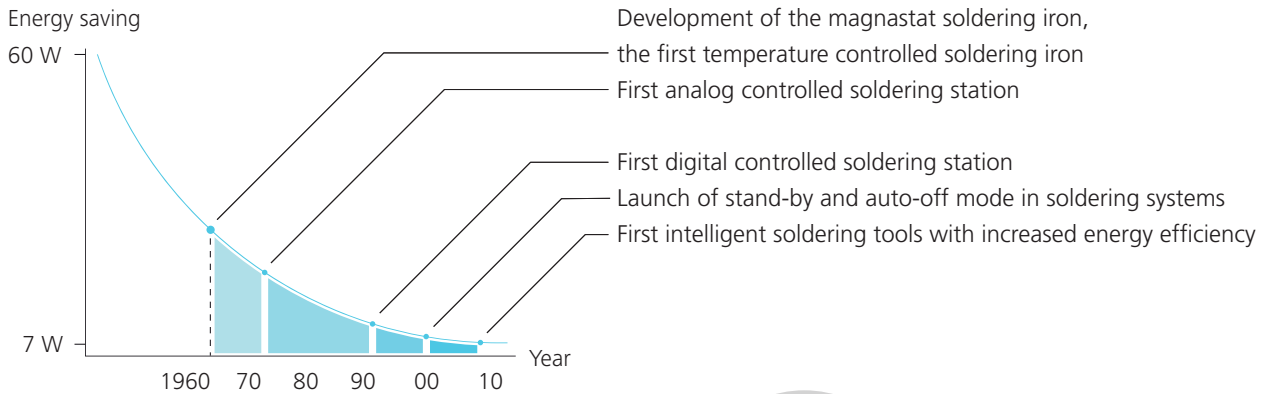 Energy saving
60 W
7 W
Development of the magnastat soldering iron,
the first temperature controlled soldering iron
First analog controlled soldering station
First digital controlled soldering station
Launch of stand-by and auto-off mode in soldering systems
First intelligent soldering tools with increased energy efficiency
Year
1960 70 80 90 00 10